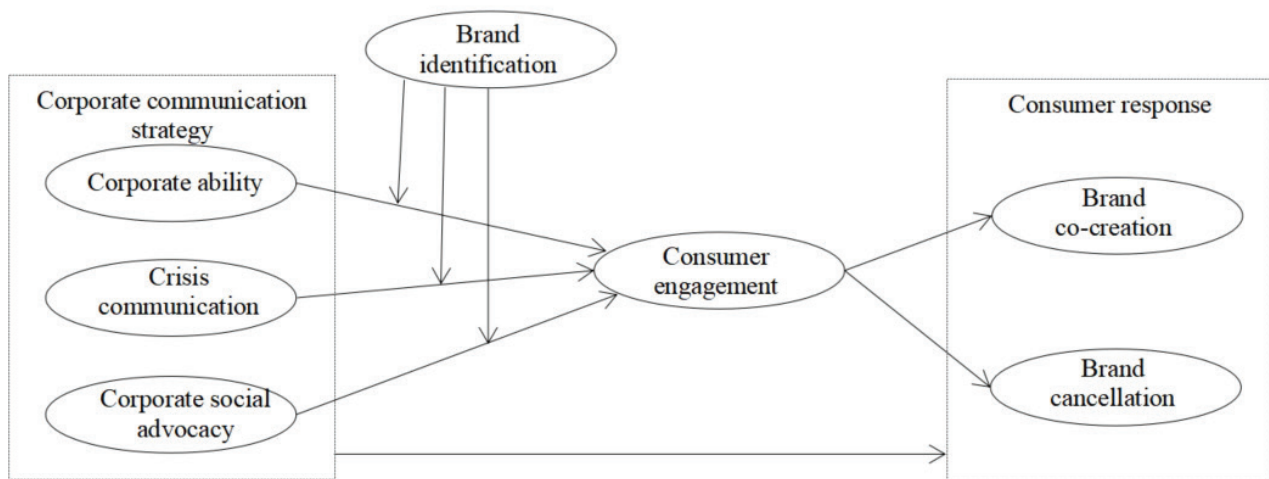 Brand
identification
Corporate communication
strategy
Corporate ability
Crisis
communication
Corporate social
advocacy
Consumer
engagement
Consumer response
Brand
co-creation
Brand
cancellation